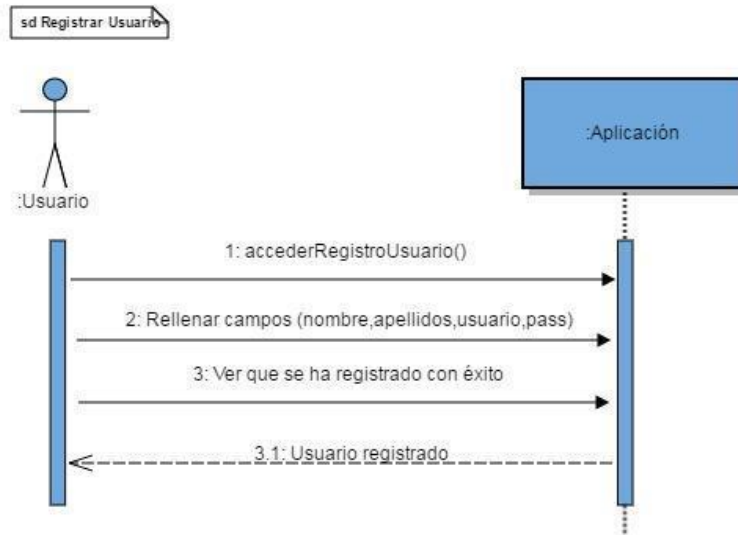 sd Registrar Usuario
:Usuario
:Aplicación
1: accederRegistroUsuario()
2: Rellenar campos (nombre,apellidos,usuario,pass)
3: Ver que se ha registrado con éxito
3.1: Usuario registrado